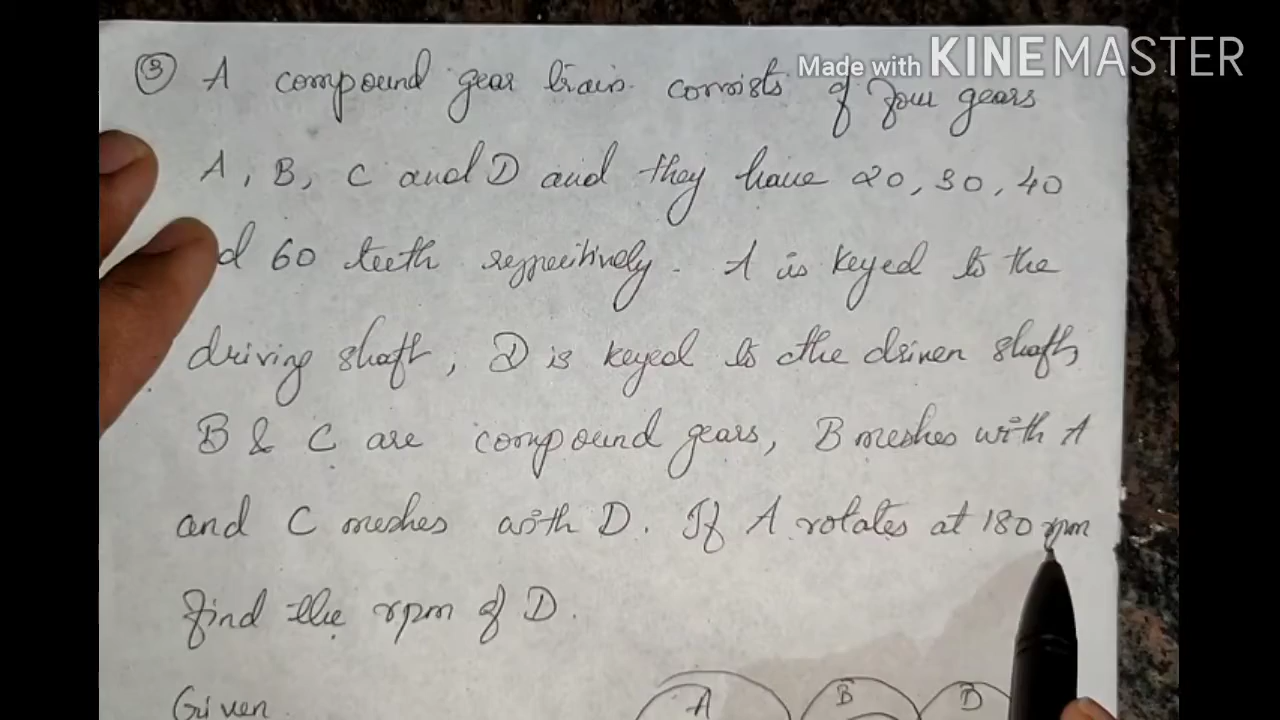 Made with KINEMASTER
③ A compound gear train consists of four gears
A, B, C and D and they have 20, 30, 40
d 60 teeth respectively. A is keyed to the
driving shaft, D is keyed to the driven shaft,
B & C are compound gears, B meshes with A
and C meshes with D. If A rotates at 180 rpm
find the rpm of D.
Given
A B D